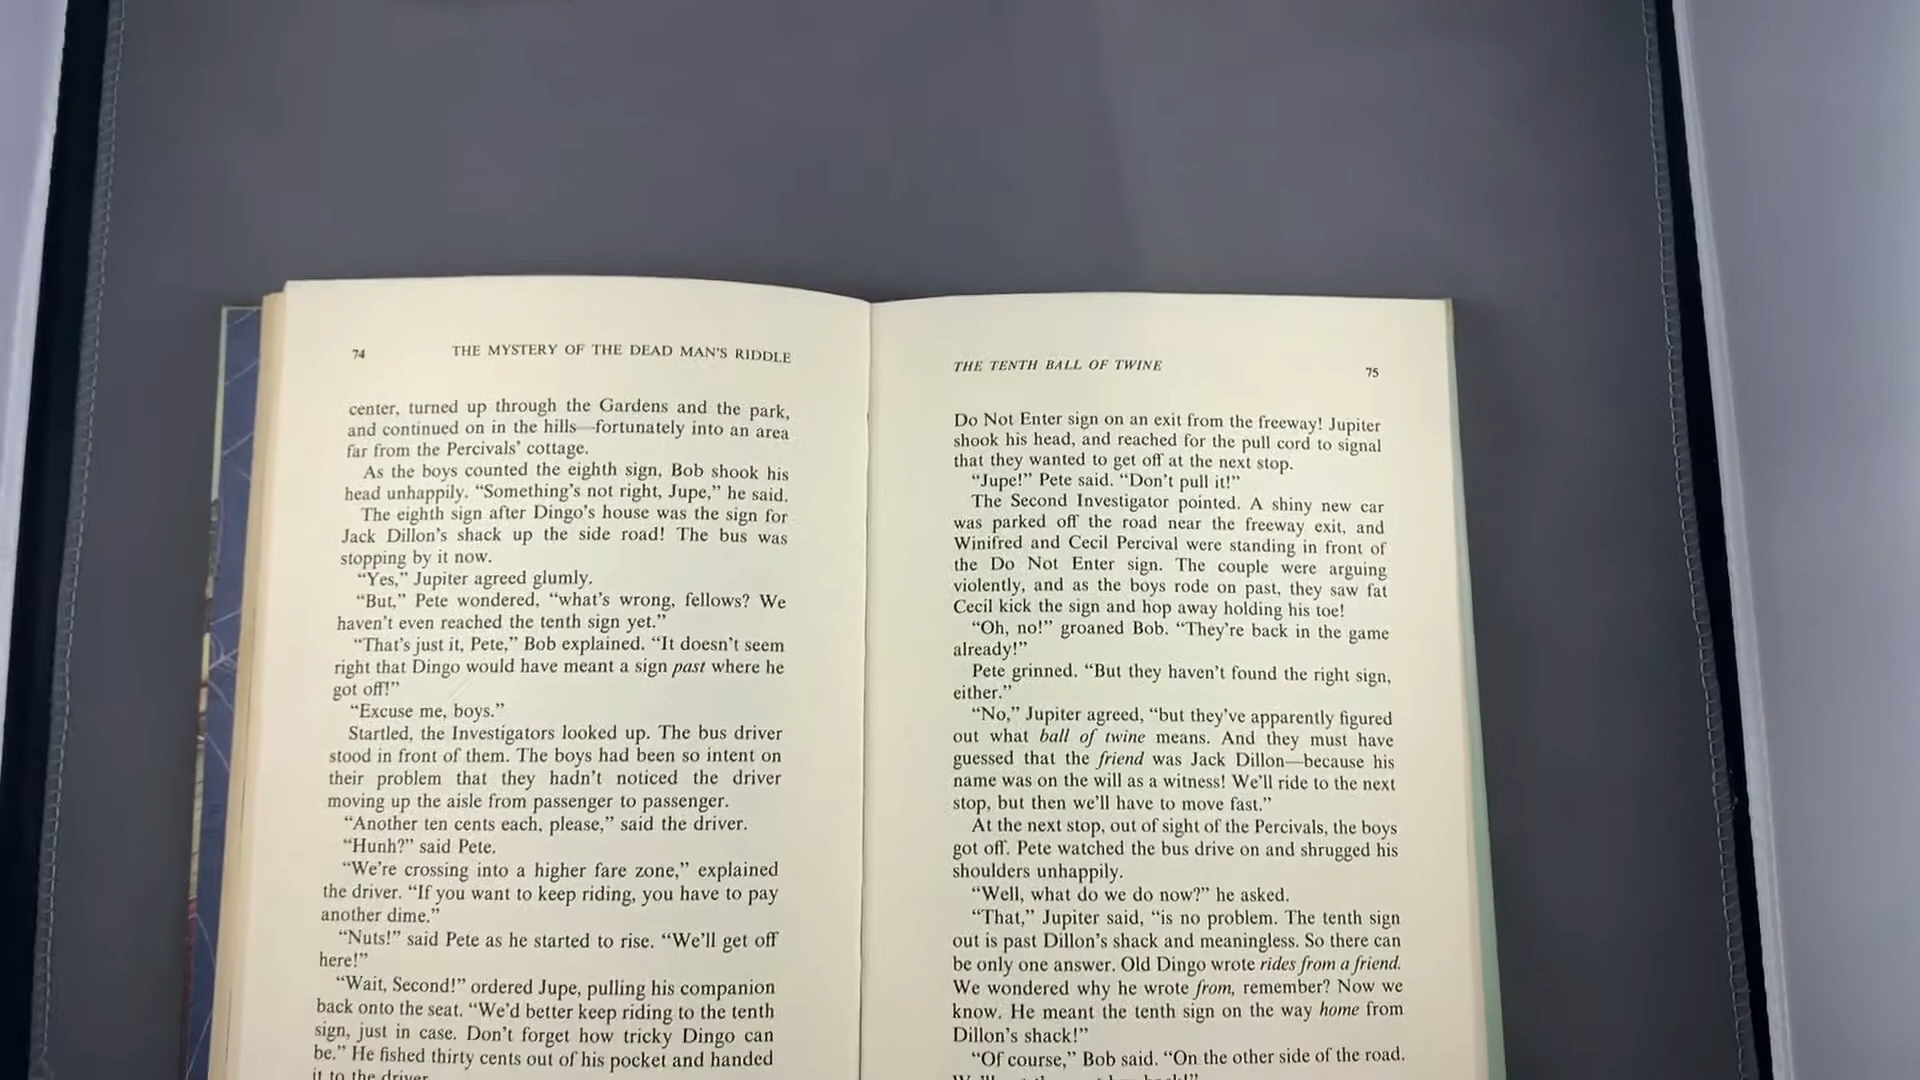 74
THE MYSTERY OF THE DEAD MAN'S RIDDLE
center, turned up through the Gardens and the park,
and continued on in the hills—fortunately into an area
far from the Percivals' cottage.
As the boys counted the eighth sign, Bob shook his
head unhappily. “Something's not right, Jupe,” he said.
The eighth sign after Dingo's house was the sign for
Jack Dillon's shack up the side road! The bus was
stopping by it now.
“Yes,” Jupiter agreed glumly.
“But,” Pete wondered, “what's wrong, fellows? We
haven't even reached the tenth sign yet.”
“That's just it, Pete,” Bob explained. “It doesn't seem
right that Dingo would have meant a sign past where he
got off!”
“Excuse me, boys.”
Startled, the Investigators looked up. The bus driver
stood in front of them. The boys had been so intent on
their problem that they hadn't noticed the driver
moving up the aisle from passenger to passenger.
“Another ten cents each, please,” said the driver.
“Hunh?” said Pete.
“We're crossing into a higher fare zone,” explained
the driver. “If you want to keep riding, you have to pay
another dime.”
“Nuts!” said Pete as he started to rise. “We'll get off
here!”
“Wait, Second!” ordered Jupe, pulling his companion
back onto the seat. “We'd better keep riding to the tenth
sign, just in case. Don't forget how tricky Dingo can
be.” He fished thirty cents out of his pocket and handed
it to the driver.
THE TENTH BALL OF TWINE
75
Do Not Enter sign on an exit from the freeway! Jupiter
shook his head, and reached for the pull cord to signal
that they wanted to get off at the next stop.
“Jupe!” Pete said. “Don't pull it!”
The Second Investigator pointed. A shiny new car
was parked off the road near the freeway exit, and
Winifred and Cecil Percival were standing in front of
the Do Not Enter sign. The couple were arguing
violently, and as the boys rode on past, they saw fat
Cecil kick the sign and hop away holding his toe!
“Oh, no!” groaned Bob. “They're back in the game
already!”
Pete grinned. “But they haven't found the right sign,
either.”
“No,” Jupiter agreed, “but they've apparently figured
out what ball of twine means. And they must have
guessed that the friend was Jack Dillon—because his
name was on the will as a witness! We'll ride to the next
stop, but then we'll have to move fast.”
At the next stop, out of sight of the Percivals, the boys
got off. Pete watched the bus drive on and shrugged his
shoulders unhappily.
“Well, what do we do now?” he asked.
“That,” Jupiter said, “is no problem. The tenth sign
out is past Dillon's shack and meaningless. So there can
be only one answer. Old Dingo wrote rides from a friend.
We wondered why he wrote from, remember? Now we
know. He meant the tenth sign on the way home from
Dillon's shack!”
“Of course,” Bob said. “On the other side of the road.